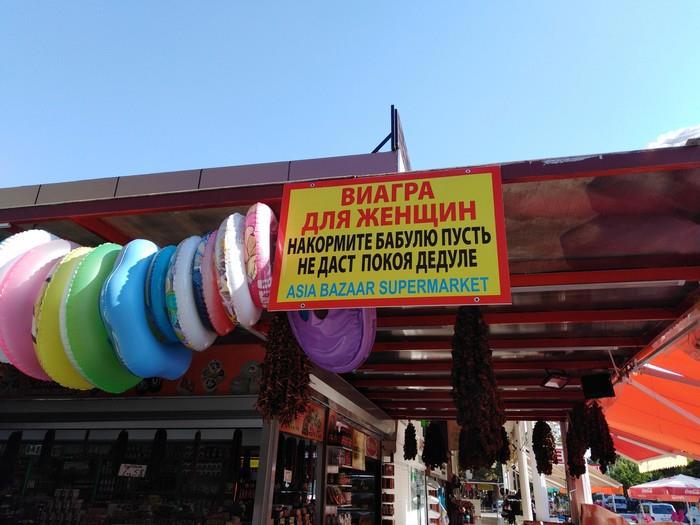 ВИАГРА
ДЛЯ ЖЕНЩИН
НАКОРМИТЕ БАБУЛЮ ПУСТЬ
НЕ ДАСТ ПОКОЯ ДЕДУЛЕ
ASIA BAZAAR SUPERMARKET